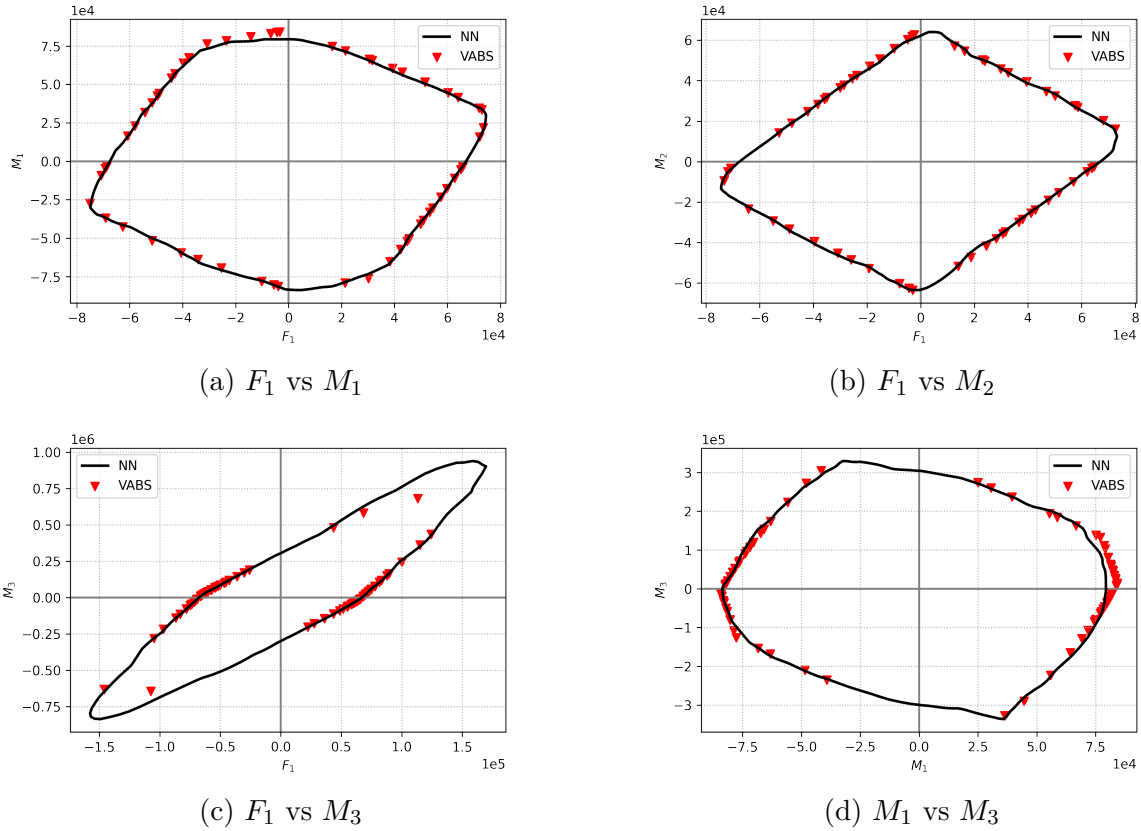 1e4
7.5
5.0
2.5
0.0
−2.5
−5.0
−7.5
M1
−8 −6 −4 −2 0 2 4 6 8
F1
1e4
NN
VABS
(a) F1 vs M1
1e4
6
4
2
0
−2
−4
−6
M2
−8 −6 −4 −2 0 2 4 6 8
F1
1e4
NN
VABS
(b) F1 vs M2
1e6
1.00
0.75
0.50
0.25
0.00
−0.25
−0.50
−0.75
M3
−1.5 −1.0 −0.5 0.0 0.5 1.0 1.5
F1
1e5
NN
VABS
(c) F1 vs M3
1e5
3
2
1
0
−1
−2
−3
M3
−7.5 −5.0 −2.5 0.0 2.5 5.0 7.5
M1
1e4
NN
VABS
(d) M1 vs M3